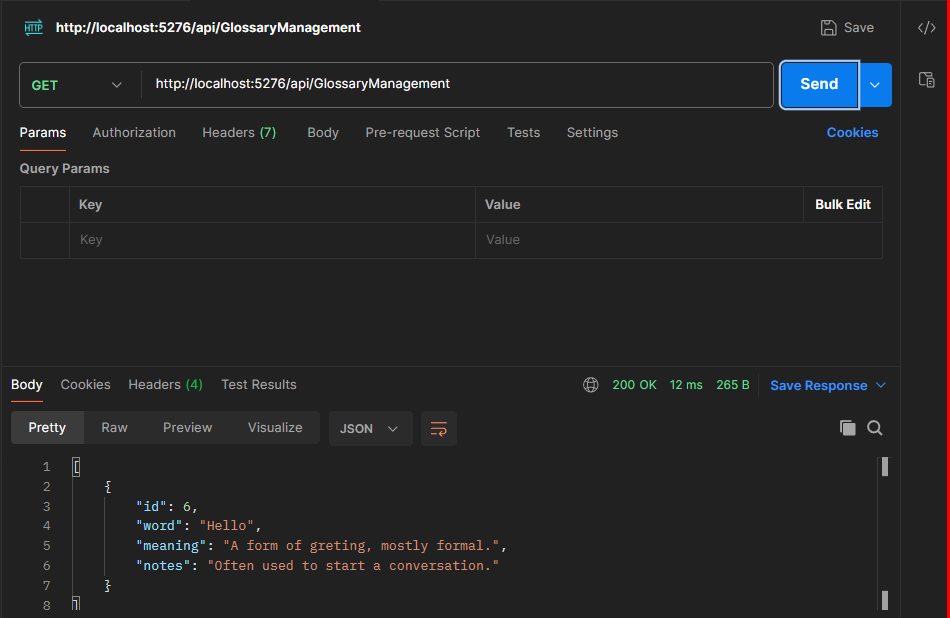 HTTP http://localhost:5276/api/GlossaryManagement Save
GET http://localhost:5276/api/GlossaryManagement Send
Params Authorization Headers (7) Body Pre-request Script Tests Settings Cookies
Query Params
Key Value Bulk Edit
Key Value
Body Cookies Headers (4) Test Results 200 OK 12 ms 265 B Save Response
Pretty Raw Preview Visualize JSON
1 [
2 {
3 "id": 6,
4 "word": "Hello",
5 "meaning": "A form of greting, mostly formal.",
6 "notes": "Often used to start a conversation."
7 }
8 ]